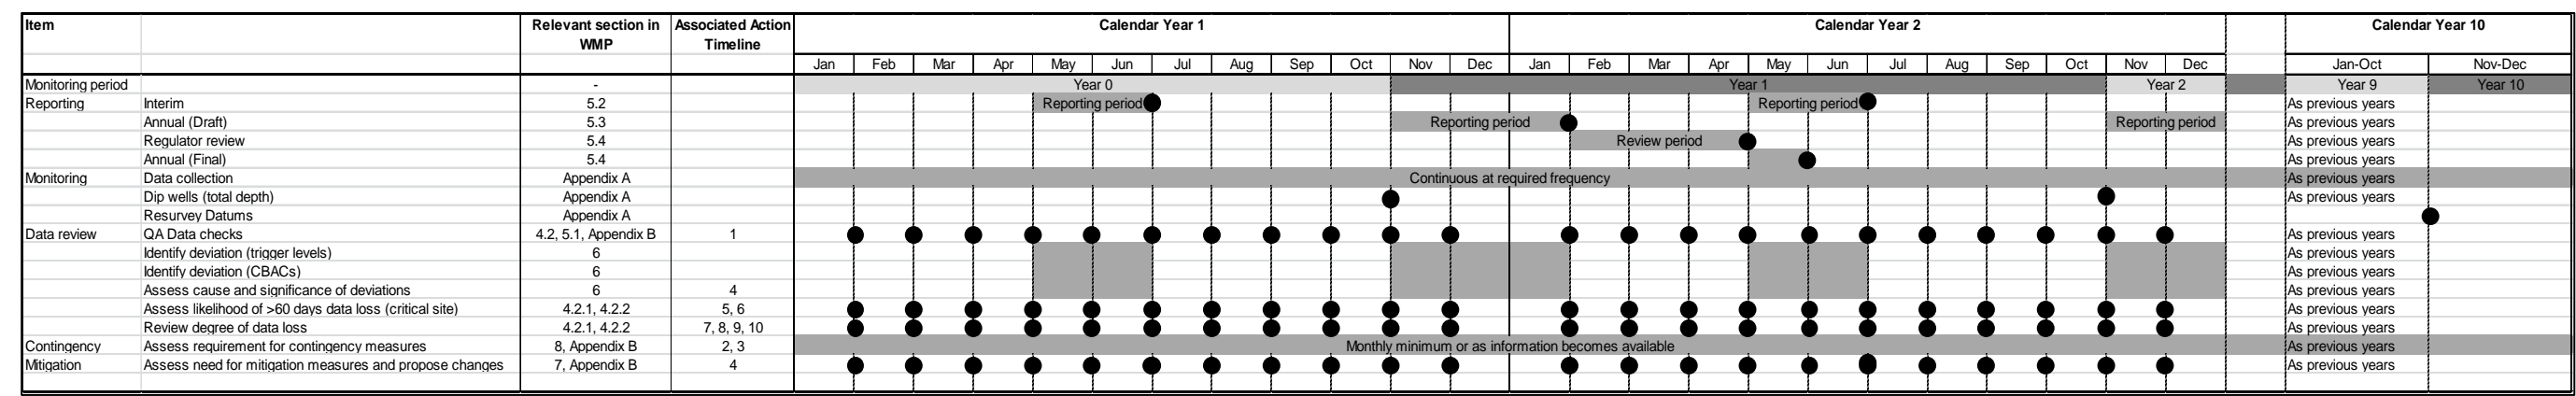 Item Relevant section in Associated Action Calendar Year 1 Calendar Year 2 Calendar Year 10
WMP Timeline
Jan Feb Mar Apr May Jun Jul Aug Sep Oct Nov Dec Jan Feb Mar Apr May Jun Jul Aug Sep Oct Nov Dec Jan-Oct Nov-Dec
Monitoring period - Year 0 Year 1 Year 2 Year 9 Year 10
Reporting Interim 5.2 Reporting period Reporting period As previous years
Annual (Draft) 5.3 Reporting period Reporting period As previous years
Regulator review 5.4 Review period As previous years
Annual (Final) 5.4 As previous years
Monitoring Data collection Appendix A Continuous at required frequency As previous years
Dip wells (total depth) Appendix A As previous years
Resurvey Datums Appendix A
Data review QA Data checks 4.2, 5.1, Appendix B 1 As previous years
Identify deviation (trigger levels) 6 As previous years
Identify deviation (CBACs) 6 As previous years
Assess cause and significance of deviations 6 4 As previous years
Assess likelihood of >60 days data loss (critical site) 4.2.1, 4.2.2 5, 6 As previous years
Review degree of data loss 4.2.1, 4.2.2 7, 8, 9, 10 As previous years
Contingency Assess requirement for contingency measures 8, Appendix B 2, 3 Monthly minimum or as information becomes available As previous years
Mitigation Assess need for mitigation measures and propose changes 7, Appendix B 4 As previous years